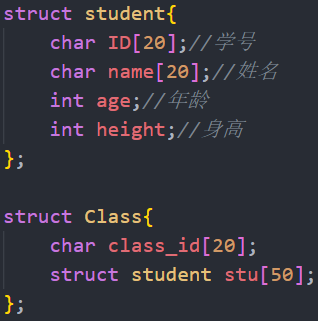 struct student{
    char ID[20];//学号
    char name[20];//姓名
    int age;//年龄
    int height;//身高
};

struct Class{
    char class_id[20];
    struct student stu[50];
};